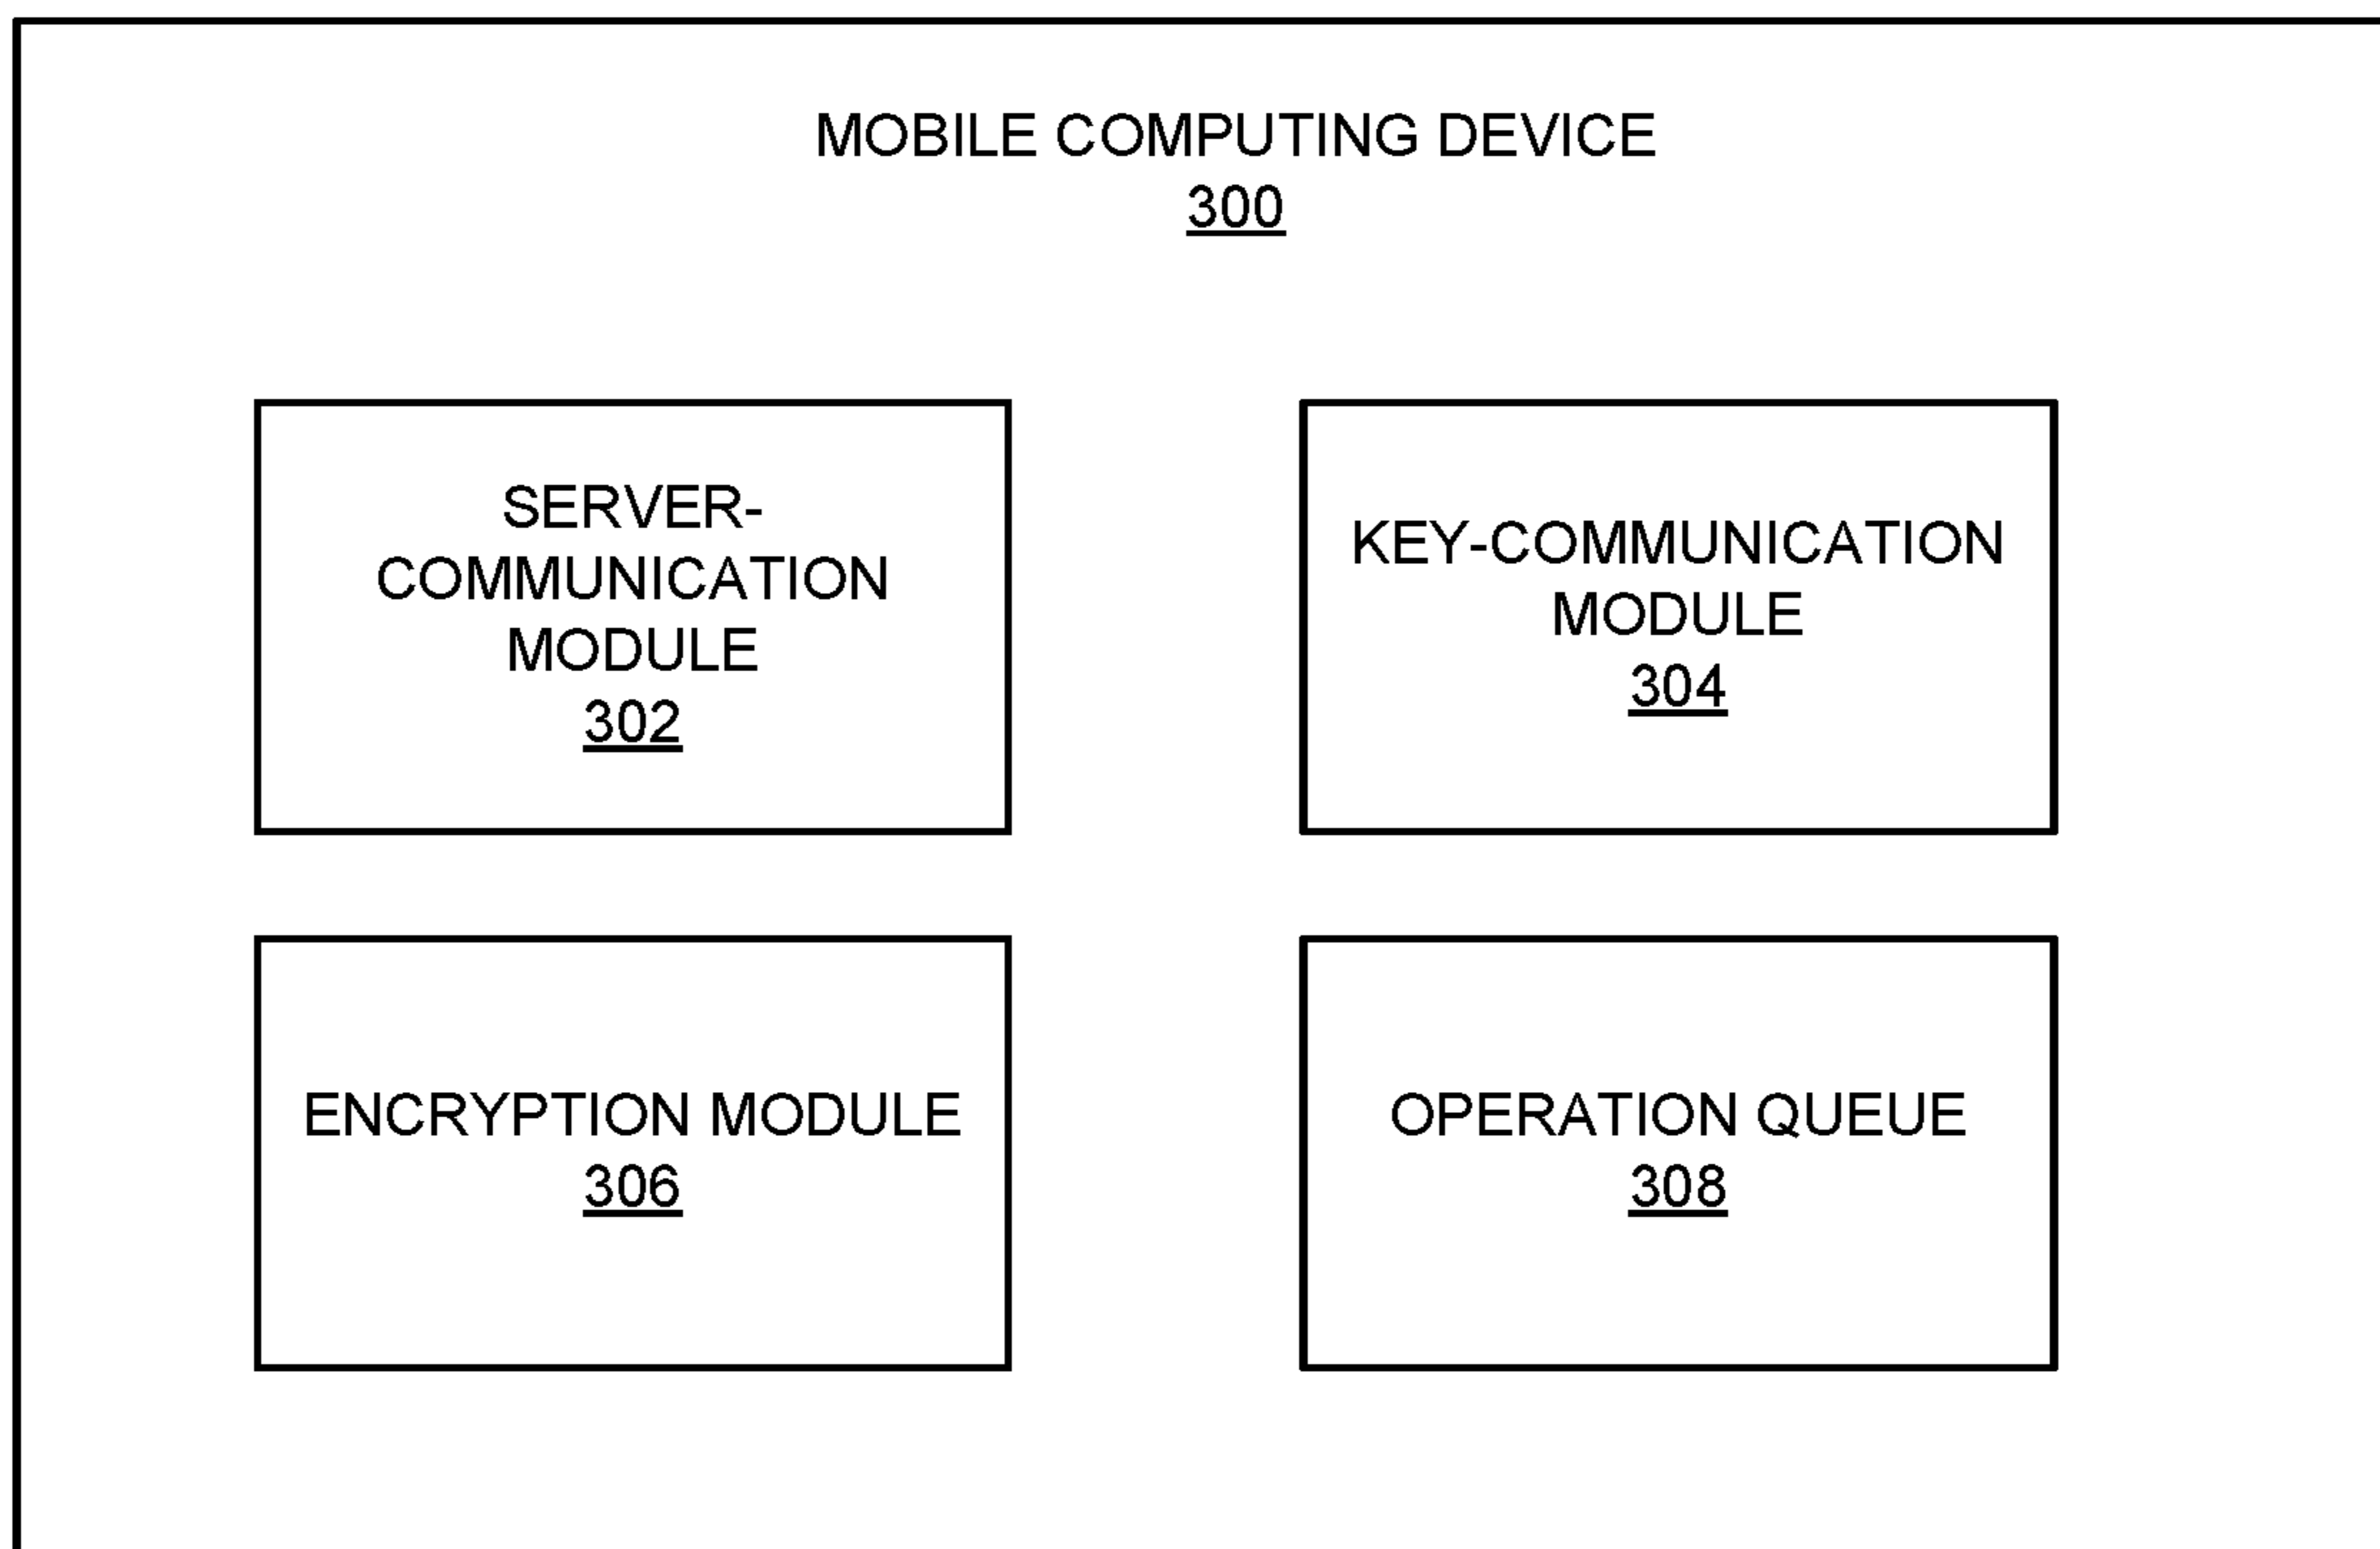 MOBILE COMPUTING DEVICE
300
SERVER-
COMMUNICATION
MODULE
302
KEY-COMMUNICATION
MODULE
304
ENCRYPTION MODULE
306
OPERATION QUEUE
308